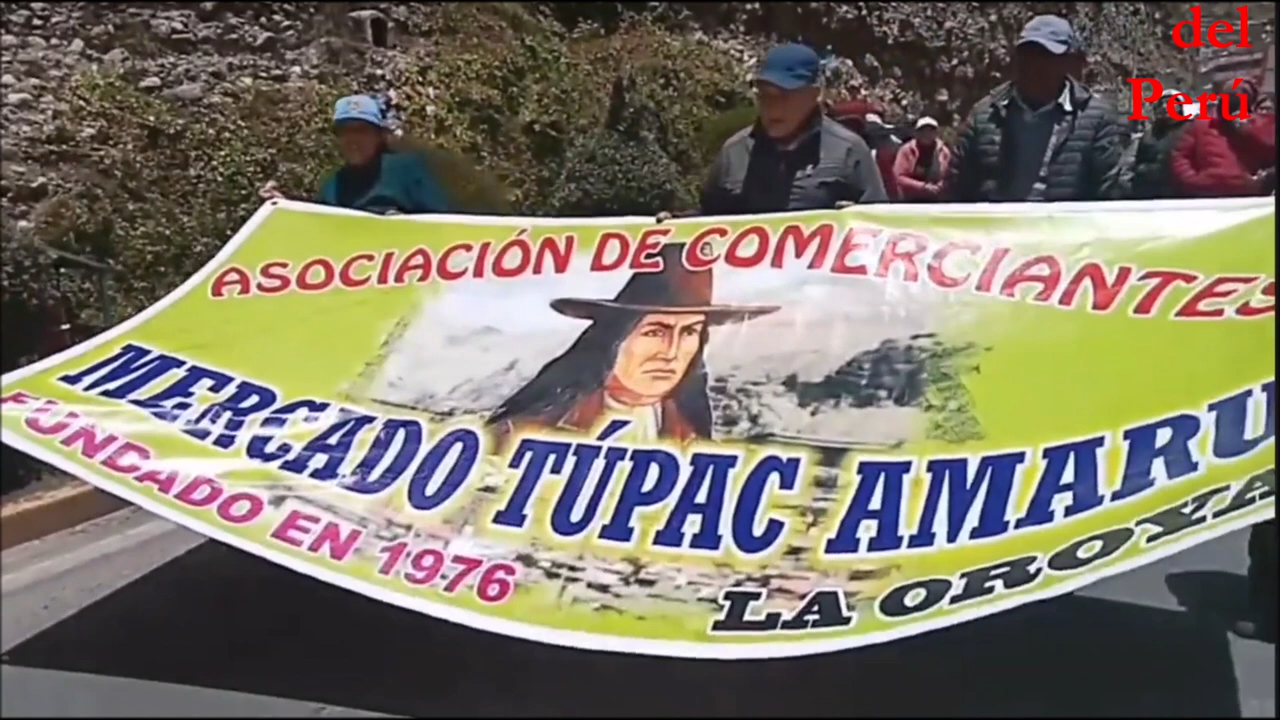 del
Perú
ASOCIACIÓN DE COMERCIANTES
MERCADO TÚPAC AMARU
FUNDADO EN 1976
LA OROYA